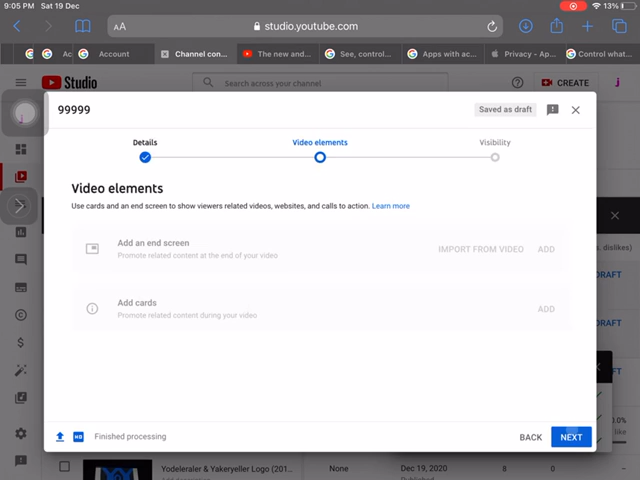 9:05 PM Sat 19 Dec
13%
AA
studio.youtube.com
Ac
Account
Channel con...
The new and...
See, control...
Apps with ac...
Privacy - Ap...
Control what...
Studio
Search across your channel
CREATE
j
99999
Saved as draft
Details
Video elements
Visibility
Video elements
Use cards and an end screen to show viewers related videos, websites, and calls to action. Learn more
s. dislikes)
Add an end screen
Promote related content at the end of your video
IMPORT FROM VIDEO
ADD
DRAFT
Add cards
Promote related content during your video
ADD
DRAFT
FT
.0%
like
HD
Finished processing
BACK
NEXT
Yodeleraler & Yakeryeller Logo (201...
None
Dec 19, 2020
8
0